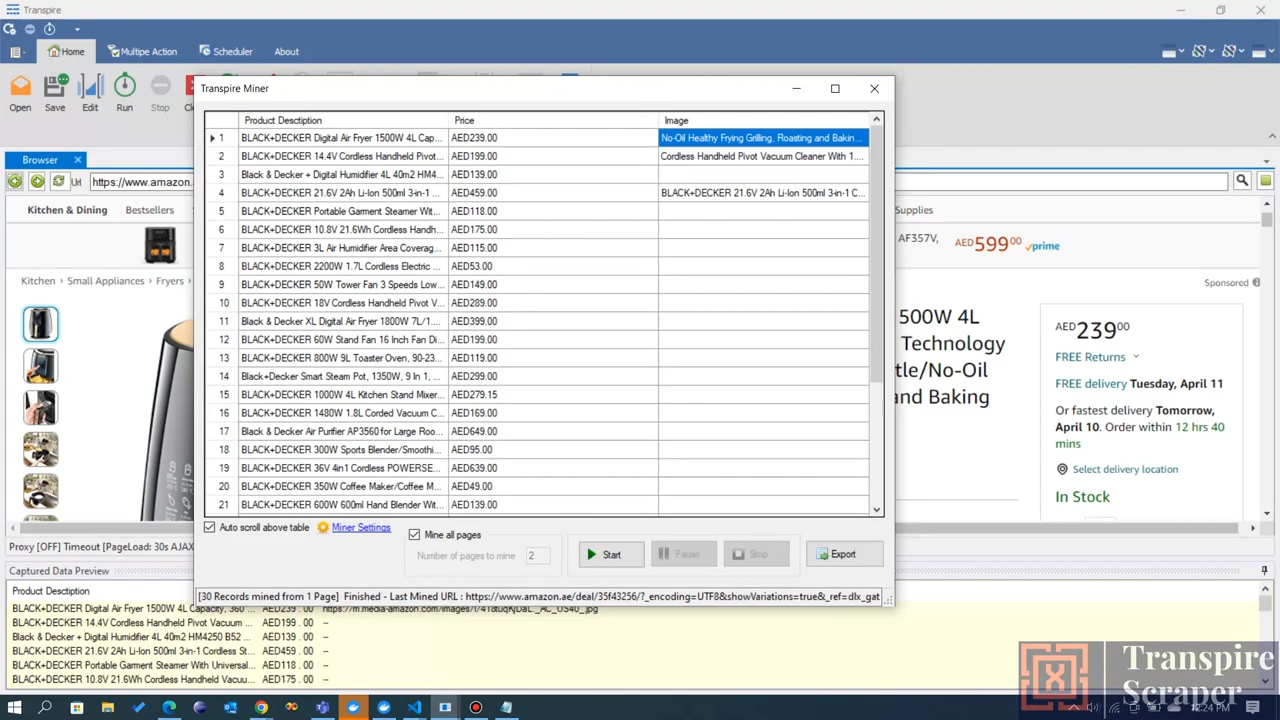 Transpire
Home
Multipe Action
Scheduler
About
Open
Save
Edit
Run
Stop
Transpire Miner
Product Desctiption Price Image
1 BLACK+DECKER Digital Air Fryer 1500W 4L Cap... AED239.00 No-Oil Healthy Frying Grilling, Roasting and Bakin...
2 BLACK+DECKER 14.4V Cordless Handheld Pivot... AED199.00 Cordless Handheld Pivot Vacuum Cleaner With 1....
3 Black & Decker + Digital Humidifier 4L 40m2 HM4... AED139.00
4 BLACK+DECKER 21.6V 2Ah Li-Ion 500ml 3-in-1 ... AED459.00 BLACK+DECKER 21.6V 2Ah Li-Ion 500ml 3-in-1 C...
5 BLACK+DECKER Portable Garment Steamer Wit... AED118.00
6 BLACK+DECKER 10.8V 21.6Wh Cordless Handh... AED175.00
7 BLACK+DECKER 3L Air Humidifier Area Coverag... AED115.00
8 BLACK+DECKER 2200W 1.7L Cordless Electric ... AED53.00
9 BLACK+DECKER 50W Tower Fan 3 Speeds Low... AED149.00
10 BLACK+DECKER 18V Cordless Handheld Pivot V... AED289.00
11 Black & Decker XL Digital Air Fryer 1800W 7L/1.... AED399.00
12 BLACK+DECKER 60W Stand Fan 16 Inch Fan Di... AED199.00
13 BLACK+DECKER 800W 9L Toaster Oven, 90-23... AED119.00
14 Black+Decker Smart Steam Pot, 1350W, 9 In 1, ... AED299.00
15 BLACK+DECKER 1000W 4L Kitchen Stand Mixer... AED279.15
16 BLACK+DECKER 1480W 1.8L Corded Vacuum C... AED169.00
17 Black & Decker Air Purifier AP3560 for Large Roo... AED649.00
18 BLACK+DECKER 300W Sports Blender/Smoothi... AED95.00
19 BLACK+DECKER 36V 4in1 Cordless POWERSE... AED639.00
20 BLACK+DECKER 350W Coffee Maker/Coffee M... AED49.00
21 BLACK+DECKER 600W 600ml Hand Blender Wit... AED139.00
Auto scroll above table Miner Settings
Mine all pages
Number of pages to mine 2
Start
Pause
Stop
Export
[30 Records mined from 1 Page] Finished - Last Mined URL : https://www.amazon.ae/deal/35f43256/?_encoding=UTF8&showVariations=true&_ref=dlx_gat
Browser
Url https://www.amazon.
Kitchen & Dining Bestsellers
Supplies
AF357V,
AED59900 prime
Kitchen › Small Appliances › Fryers ›
Sponsored
500W 4L
Technology
tle/No-Oil
and Baking
AED23900
FREE Returns
FREE delivery Tuesday, April 11
Or fastest delivery Tomorrow,
April 10. Order within 12 hrs 40
mins
Select delivery location
In Stock
Proxy [OFF] Timeout [PageLoad: 30s AJAX
Captured Data Preview
Product Desctiption
BLACK+DECKER Digital Air Fryer 1500W 4L Capacity, 360 ... AED239 . 00
BLACK+DECKER 14.4V Cordless Handheld Pivot Vacuum ... AED199 . 00 --
Black & Decker + Digital Humidifier 4L 40m2 HM4250 B52 ... AED139 . 00 --
BLACK+DECKER 21.6V 2Ah Li-Ion 500ml 3-in-1 Cordless St... AED459 . 00 --
BLACK+DECKER Portable Garment Steamer With Universal... AED118 . 00 --
BLACK+DECKER 10.8V 21.6Wh Cordless Handheld Pivot V... AED175 . 00 --
Transpire
Scraper
12:24 PM